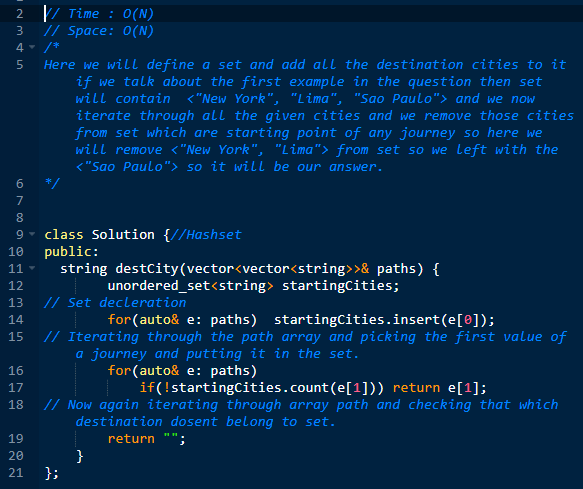 2 // Time : O(N)
3 // Space: O(N)
4 /*
5 Here we will define a set and add all the destination cities to it
if we talk about the first example in the question then set
will contain <"New York", "Lima", "Sao Paulo"> and we now
iterate through all the given cities and we remove those cities
from set which are starting point of any journey so here we
will remove <"New York", "Lima"> from set so we left with the
<"Sao Paulo"> so it will be our answer.
6 */
7
8
9 class Solution {//Hashset
10 public:
11 string destCity(vector<vector<string>>& paths) {
12 unordered_set<string> startingCities;
13 // Set decleration
14 for(auto& e: paths) startingCities.insert(e[0]);
15 // Iterating through the path array and picking the first value of
a journey and putting it in the set.
16 for(auto& e: paths)
17 if(!startingCities.count(e[1])) return e[1];
18 // Now again iterating through array path and checking that which
destination dosent belong to set.
19 return "";
20 }
21 };